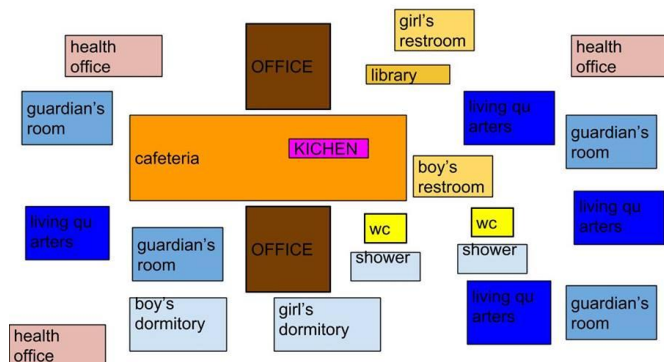 girl's
restroom
health
office
OFFICE
health
office
library
guardian's
room
living qu
arters
guardian's
room
KICHEN
cafeteria
boy's
restroom
living qu
arters
wc
wc
living qu
arters
guardian's
room
OFFICE
shower
shower
living qu
arters
guardian's
room
boy's
dormitory
girl's
dormitory
health
office